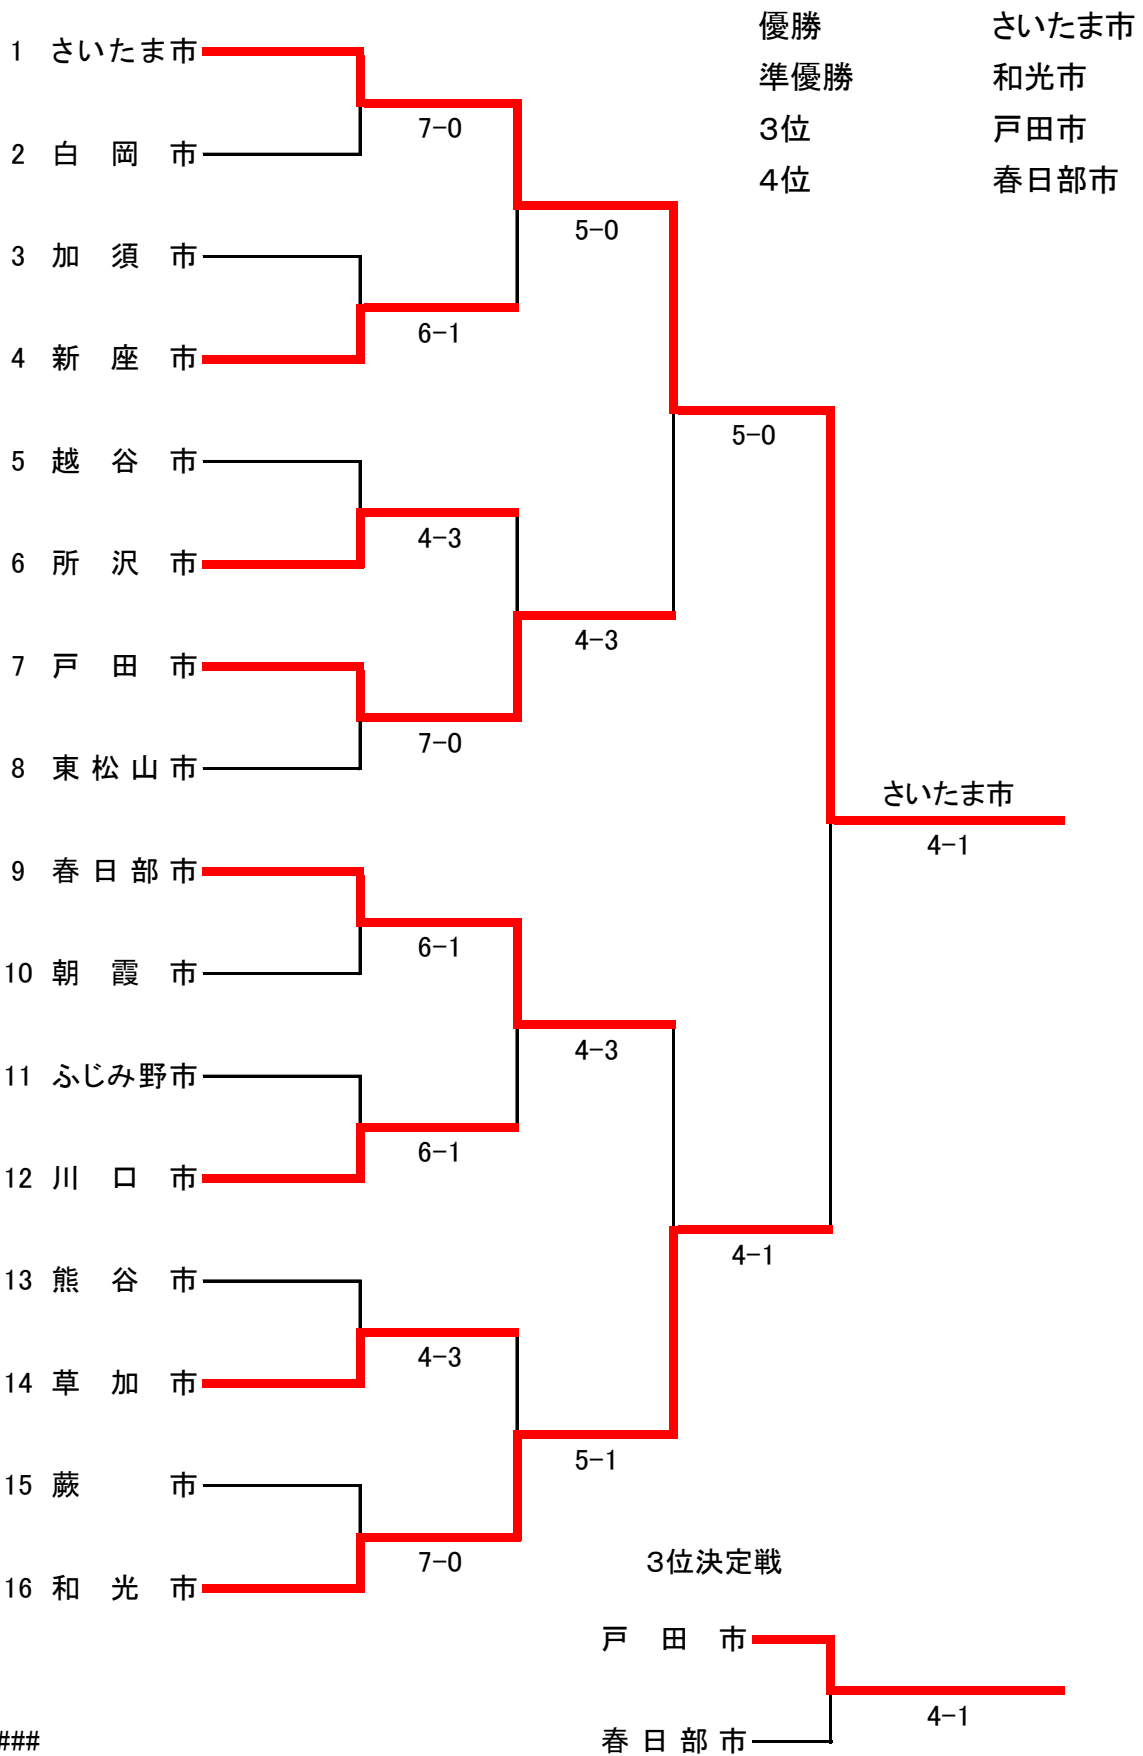 優勝 さいたま市
準優勝 和光市
3位 戸田市
4位 春日部市
1 さいたま市
7-0
2 白岡市
5-0
3 加須市
6-1
4 新座市
5-0
5 越谷市
4-3
6 所沢市
4-3
7 戸田市
7-0
8 東松山市
さいたま市
4-1
9 春日部市
6-1
10 朝霞市
4-3
11 ふじみ野市
6-1
12 川口市
4-1
13 熊谷市
4-3
14 草加市
5-1
15 蕨市
7-0
16 和光市
3位決定戦
戸田市
4-1
春日部市
###